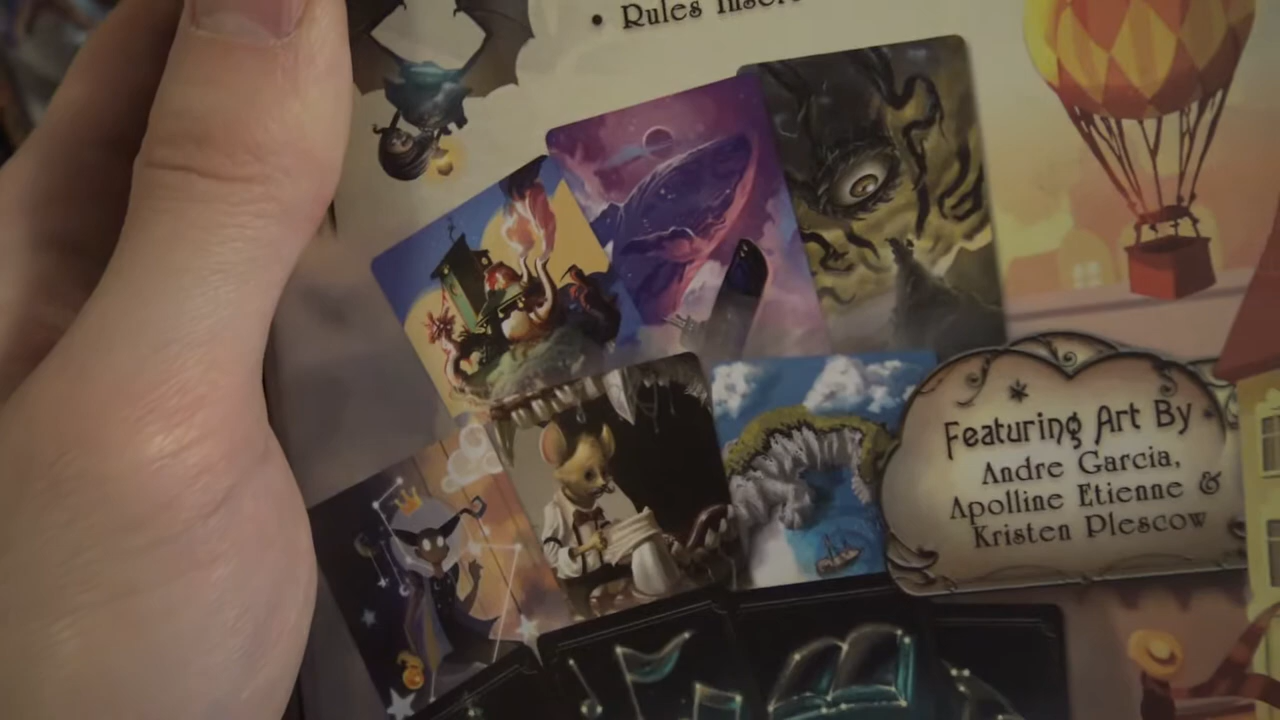 • Rules Insert
Featuring Art By
Andre Garcia,
Apolline Etienne &
Kristen Plescow